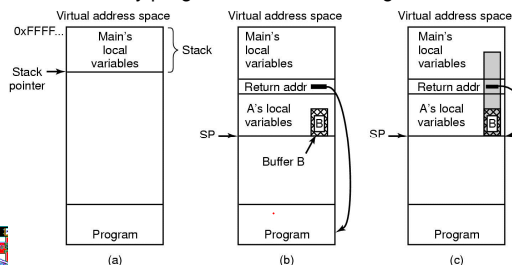 Virtual address space
0xFFFF...
Main's
local
variables
Stack
Stack
pointer
Program
(a)
Virtual address space
Main's
local
variables
Return addr
A's local
variables
B
SP
Buffer B
Program
(b)
Virtual address space
Main's
local
variables
Return addr
A's local
variables
B
SP
Program
(c)